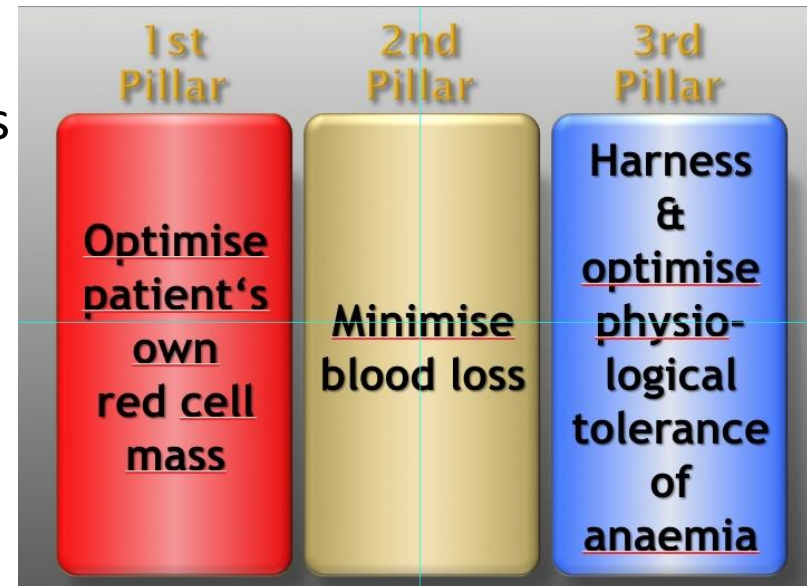 s
1st
Pillar
Optimise
patient‘s
own
red cell
mass
2nd
Pillar
Minimise
blood loss
3rd
Pillar
Harness
&
optimise
physio-
logical
tolerance
of
anaemia